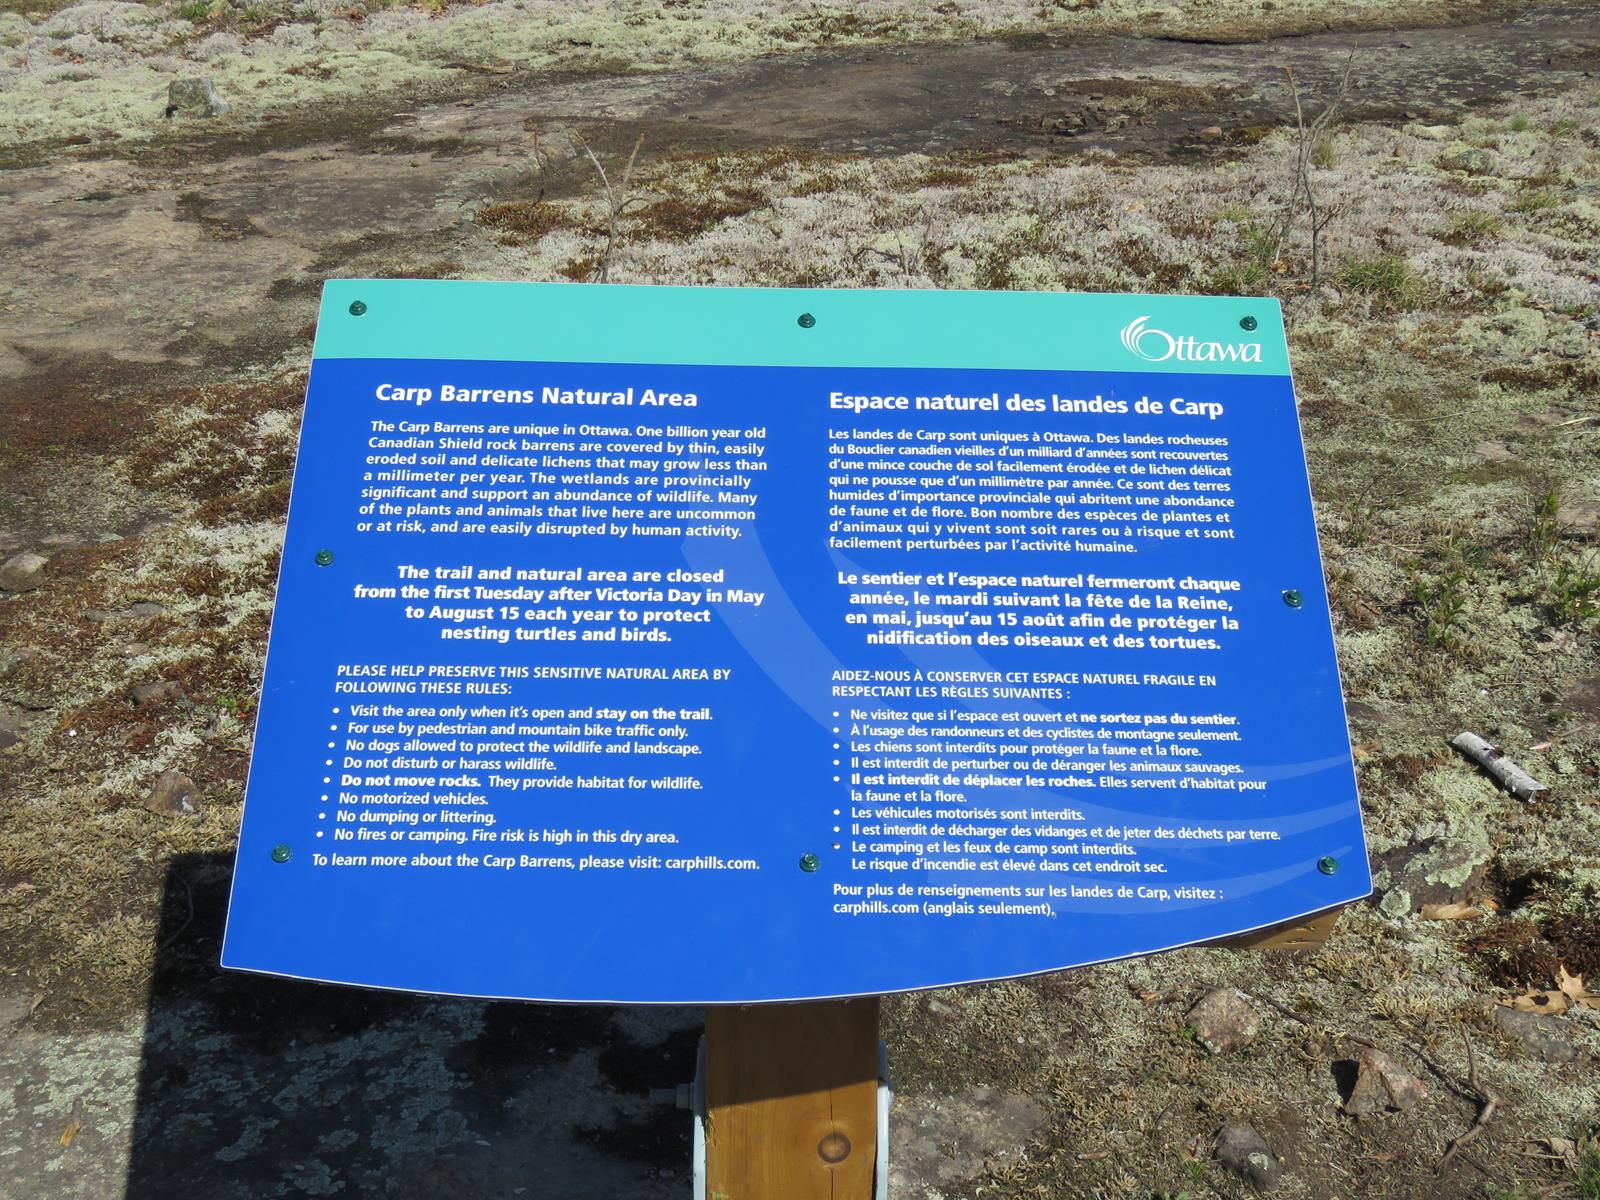 Ottawa
Carp Barrens Natural Area
The Carp Barrens are unique in Ottawa. One billion year old
Canadian Shield rock barrens are covered by thin, easily
eroded soil and delicate lichens that may grow less than
a millimeter per year. The wetlands are provincially
significant and support an abundance of wildlife. Many
of the plants and animals that live here are uncommon
or at risk, and are easily disrupted by human activity.
The trail and natural area are closed
from the first Tuesday after Victoria Day in May
to August 15 each year to protect
nesting turtles and birds.
PLEASE HELP PRESERVE THIS SENSITIVE NATURAL AREA BY
FOLLOWING THESE RULES:
• Visit the area only when it's open and stay on the trail.
• For use by pedestrian and mountain bike traffic only.
• No dogs allowed to protect the wildlife and landscape.
• Do not disturb or harass wildlife.
• Do not move rocks. They provide habitat for wildlife.
• No motorized vehicles.
• No dumping or littering.
• No fires or camping. Fire risk is high in this dry area.
To learn more about the Carp Barrens, please visit: carphills.com.
Espace naturel des landes de Carp
Les landes de Carp sont uniques à Ottawa. Des landes rocheuses
du Bouclier canadien vieilles d'un milliard d'années sont recouvertes
d'une mince couche de sol facilement érodée et de lichen délicat
qui ne pousse que d'un millimètre par année. Ce sont des terres
humides d'importance provinciale qui abritent une abondance
de faune et de flore. Bon nombre des espèces de plantes et
d'animaux qui y vivent sont soit rares ou à risque et sont
facilement perturbées par l'activité humaine.
Le sentier et l'espace naturel fermeront chaque
année, le mardi suivant la fête de la Reine,
en mai, jusqu'au 15 août afin de protéger la
nidification des oiseaux et des tortues.
AIDEZ-NOUS À CONSERVER CET ESPACE NATUREL FRAGILE EN
RESPECTANT LES RÈGLES SUIVANTES :
• Ne visitez que si l'espace est ouvert et ne sortez pas du sentier.
• À l'usage des randonneurs et des cyclistes de montagne seulement.
• Les chiens sont interdits pour protéger la faune et la flore.
• Il est interdit de perturber ou de déranger les animaux sauvages.
• Il est interdit de déplacer les roches. Elles servent d'habitat pour
la faune et la flore.
• Les véhicules motorisés sont interdits.
• Il est interdit de décharger des vidanges et de jeter des déchets par terre.
• Le camping et les feux de camp sont interdits.
Le risque d'incendie est élevé dans cet endroit sec.
Pour plus de renseignements sur les landes de Carp, visitez :
carphills.com (anglais seulement).